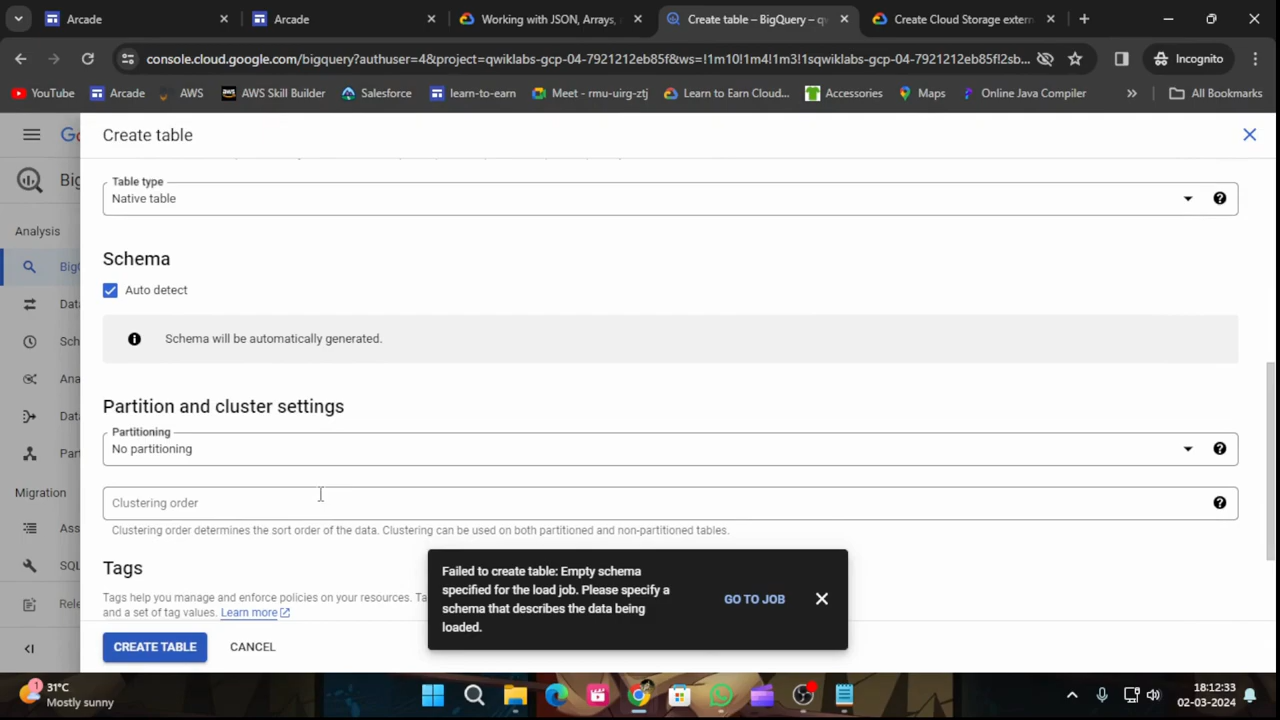 Arcade
Arcade
Working with JSON, Arrays,
Create table – BigQuery – qw
Create Cloud Storage extern
console.cloud.google.com/bigquery?authuser=4&project=qwiklabs-gcp-04-7921212eb85f&ws=!1m10!1m4!1m3!1sqwiklabs-gcp-04-7921212eb85f!2sb...
Incognito
YouTube
Arcade
AWS
AWS Skill Builder
Salesforce
learn-to-earn
Meet - rmu-uirg-ztj
Learn to Earn Cloud...
Accessories
Maps
Online Java Compiler
All Bookmarks
Go
Create table
Big
Table type
Native table
Analysis
Schema
BigQ
Auto detect
Data
Sch
Schema will be automatically generated.
Ana
Partition and cluster settings
Data
Partitioning
No partitioning
Part
Migration
Clustering order
Ass
Clustering order determines the sort order of the data. Clustering can be used on both partitioned and non-partitioned tables.
SQL
Tags
Tags help you manage and enforce policies on your resources. Ta
and a set of tag values. Learn more
Rele
Failed to create table: Empty schema
specified for the load job. Please specify a
schema that describes the data being
loaded.
GO TO JOB
CREATE TABLE
CANCEL
1
31°C
Mostly sunny
18:12:33
02-03-2024